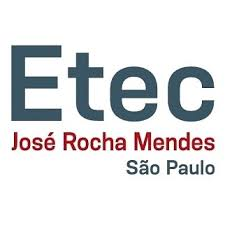 Etec
José Rocha Mendes
São Paulo